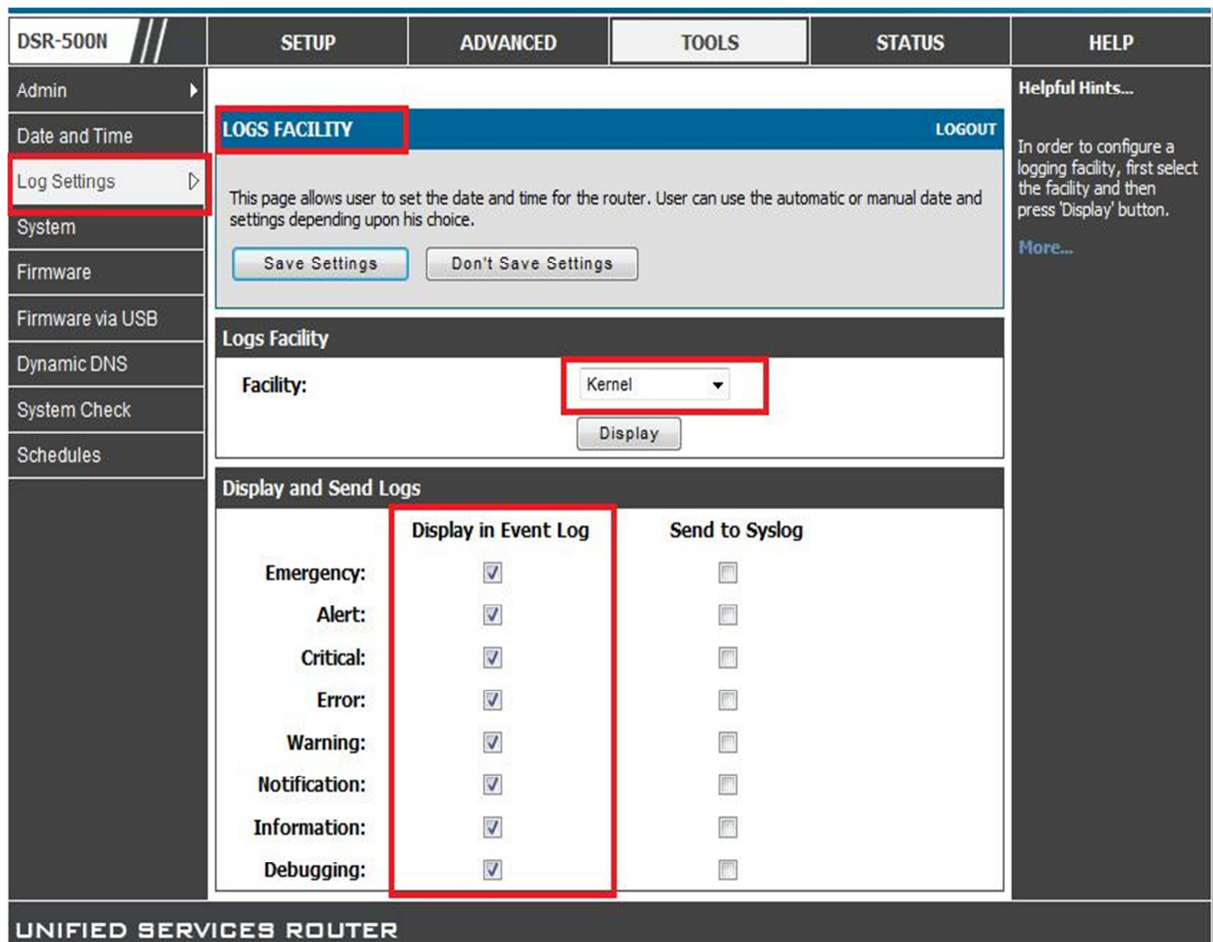 DSR-500N
SETUP
ADVANCED
TOOLS
STATUS
HELP
Admin
Date and Time
Log Settings
System
Firmware
Firmware via USB
Dynamic DNS
System Check
Schedules
LOGS FACILITY
LOGOUT
This page allows user to set the date and time for the router. User can use the automatic or manual date and
settings depending upon his choice.
Save Settings
Don't Save Settings
Logs Facility
Facility:
Kernel
Display
Display and Send Logs
Display in Event Log
Send to Syslog
Emergency:
Alert:
Critical:
Error:
Warning:
Notification:
Information:
Debugging:
Helpful Hints...
In order to configure a
logging facility, first select
the facility and then
press 'Display' button.
More...
UNIFIED SERVICES ROUTER